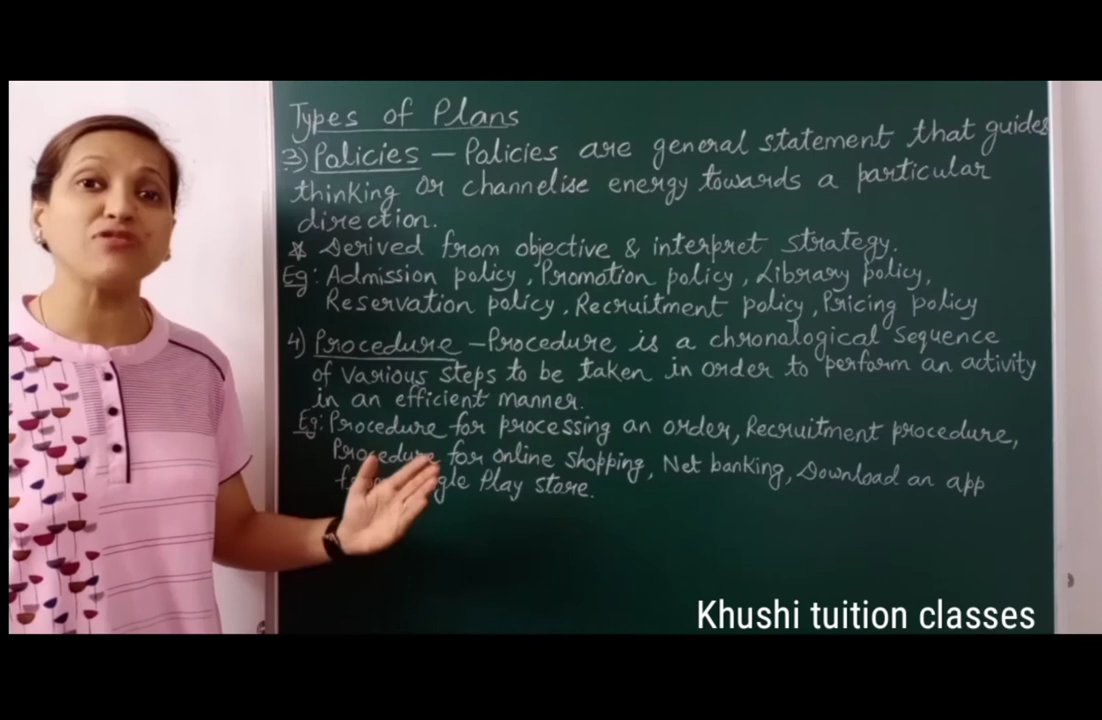 Types of Plans
3) Policies – Policies are general statement that guides
thinking or channelise energy towards a particular
direction.
* Derived from objective & interpret strategy.
Eg: Admission policy, Promotion policy, Library policy,
Reservation policy, Recruitment policy, Pricing policy
4) Procedure – Procedure is a chronalogical sequence
of various steps to be taken in order to perform an activity
in an efficient manner.
Eg: Procedure for processing an order, Recruitment procedure,
Procedure for online shopping, Net banking, Download an app
Play store.
Khushi tuition classes